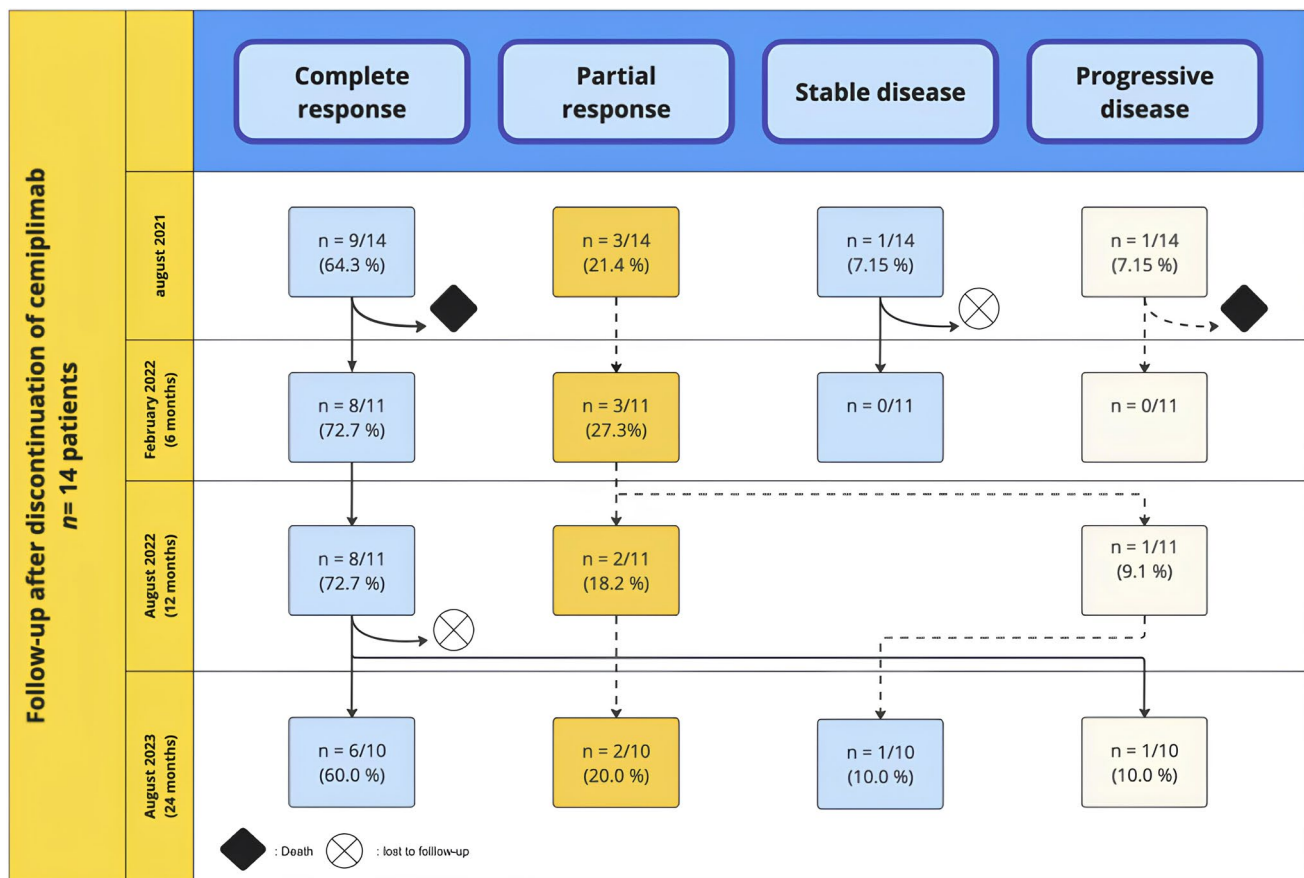 Follow-up after discontinuation of cemiplimab
n= 14 patients
Complete
response
Partial
response
Stable disease
Progressive
disease
august 2021
n = 9/14
(64.3 %)
n = 3/14
(21.4 %)
n = 1/14
(7.15 %)
n = 1/14
(7.15 %)
February 2022
(6 months)
n = 8/11
(72.7 %)
n = 3/11
(27.3%)
n = 0/11
n = 0/11
August 2022
(12 months)
n = 8/11
(72.7 %)
n = 2/11
(18.2 %)
n = 1/11
(9.1 %)
August 2023
(24 months)
n = 6/10
(60.0 %)
n = 2/10
(20.0 %)
n = 1/10
(10.0 %)
n = 1/10
(10.0 %)
: Death
: lost to folllow-up